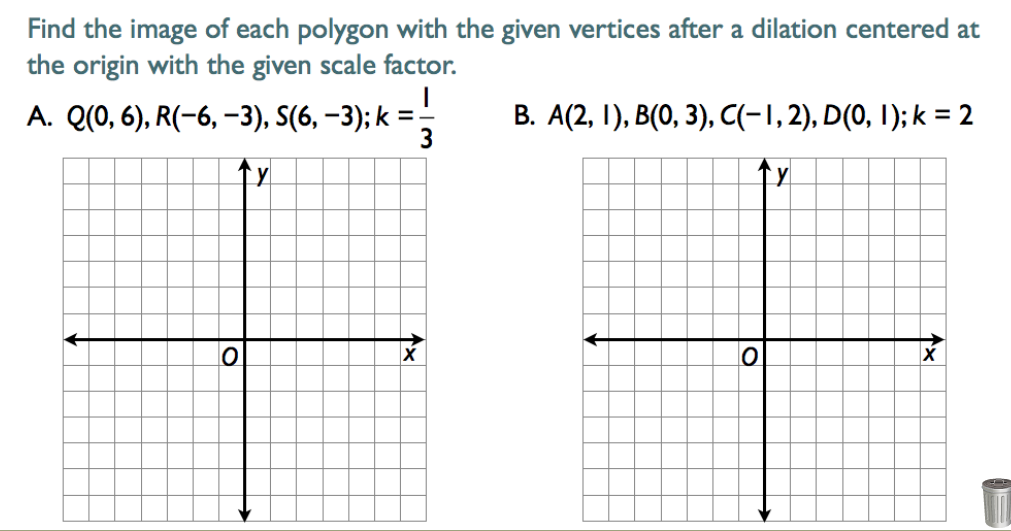 Find the image of each polygon with the given vertices after a dilation centered at
the origin with the given scale factor.
A. Q(0, 6), R(−6, −3), S(6, −3); k = 1/3
B. A(2, 1), B(0, 3), C(−1, 2), D(0, 1); k = 2
y
O
x
y
O
x